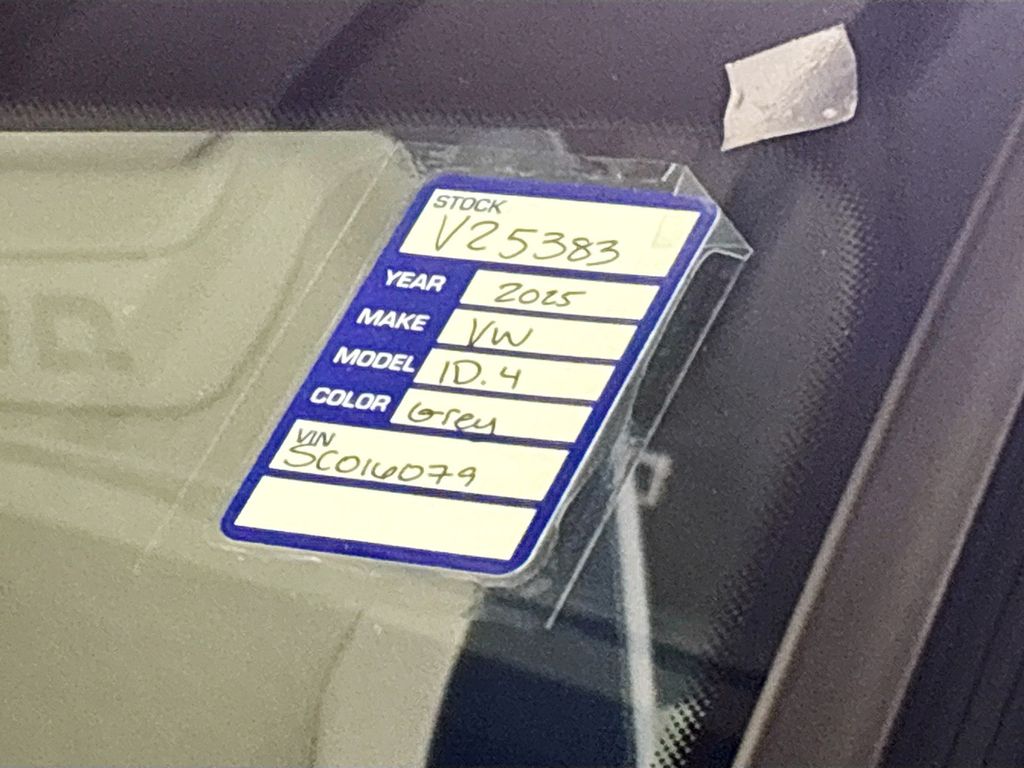 STOCK
V25383
YEAR 2025
MAKE VW
MODEL ID.4
COLOR Grey
VIN
SC016079